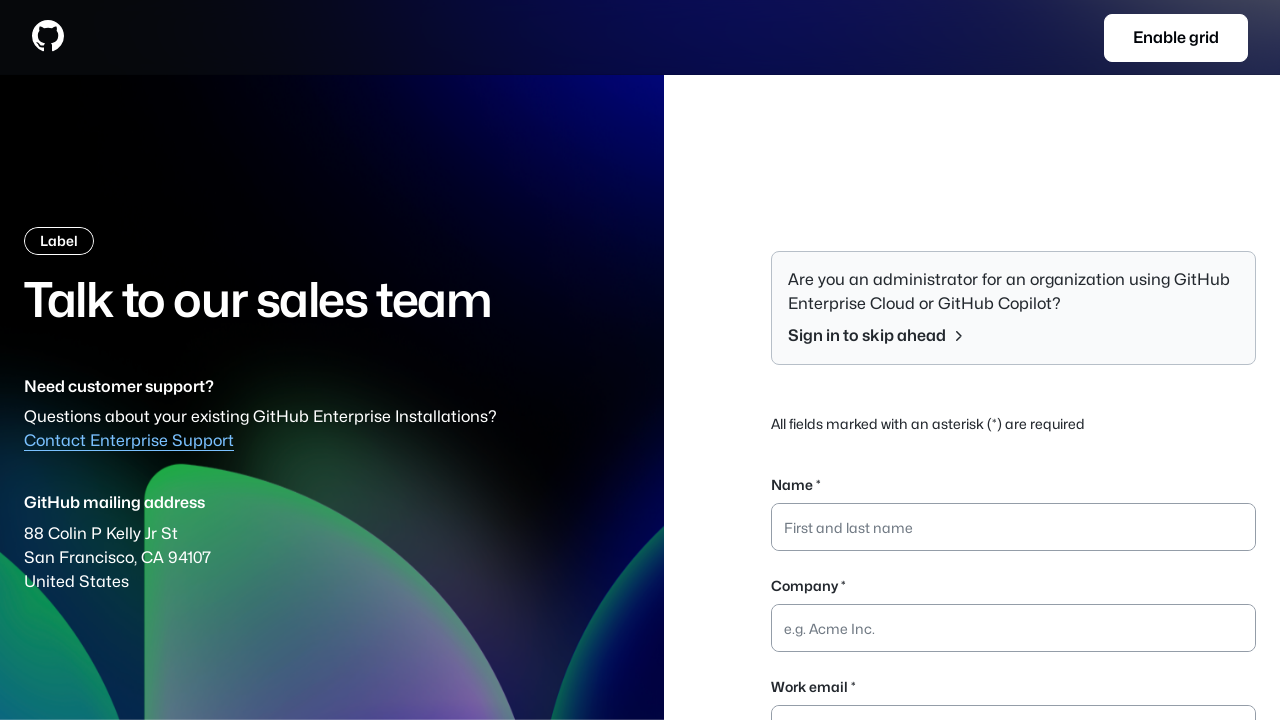 Enable grid
Label
Talk to our sales team
Need customer support?
Questions about your existing GitHub Enterprise Installations?
Contact Enterprise Support
GitHub mailing address
88 Colin P Kelly Jr St
San Francisco, CA 94107
United States
Are you an administrator for an organization using GitHub
Enterprise Cloud or GitHub Copilot?
Sign in to skip ahead
All fields marked with an asterisk (*) are required
Name *
First and last name
Company *
e.g. Acme Inc.
Work email *